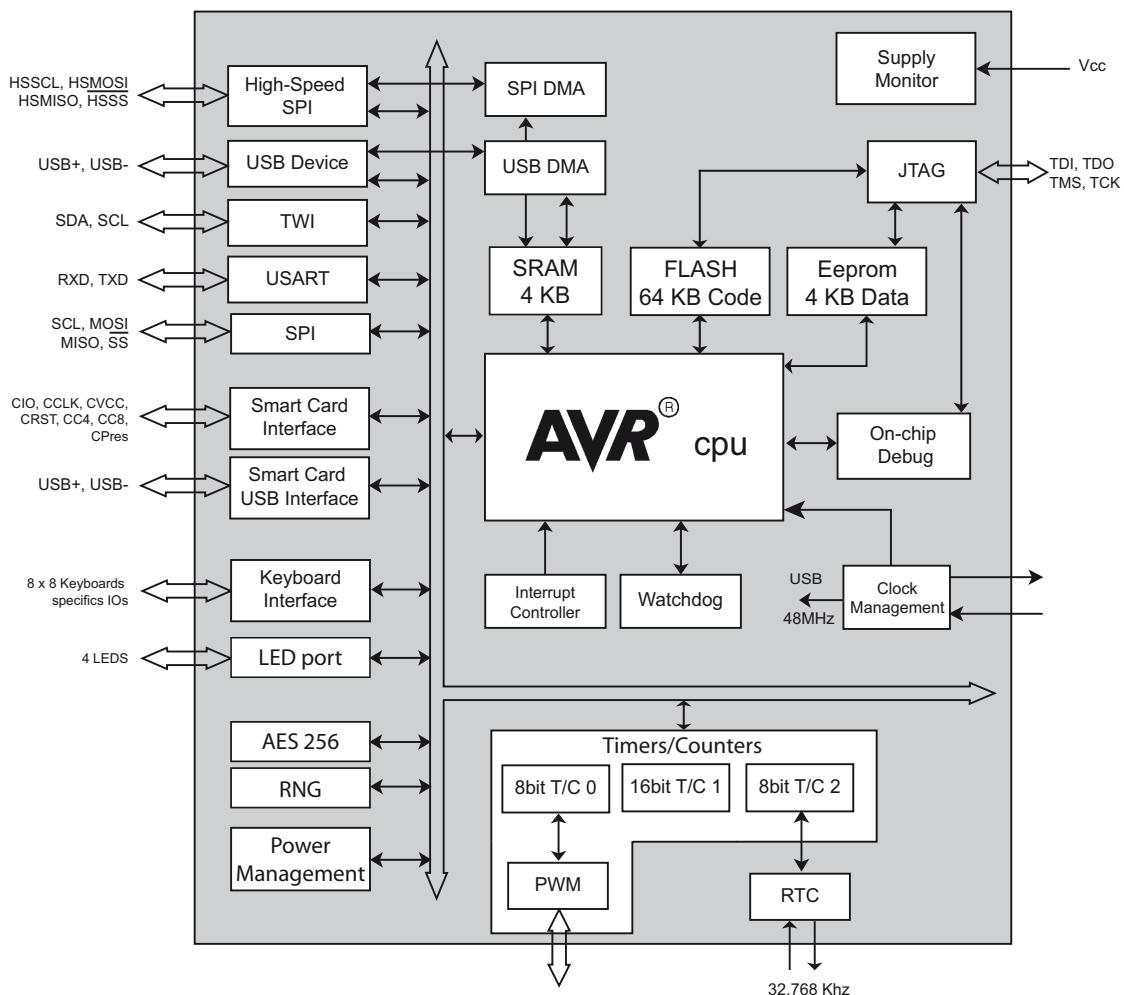 HSSCL, HSMOSI
HSMISO, HSSS
High-Speed
SPI
SPI DMA
Supply
Monitor
Vcc
USB+, USB-
USB Device
USB DMA
JTAG
TDI, TDO
TMS, TCK
SDA, SCL
TWI
RXD, TXD
USART
SRAM
4 KB
FLASH
64 KB Code
Eeprom
4 KB Data
SCL, MOSI
MISO, SS
SPI
CIO, CCLK, CVCC,
CRST, CC4, CC8,
CPres
Smart Card
Interface
AVR® cpu
On-chip
Debug
USB+, USB-
Smart Card
USB Interface
8 x 8 Keyboards
specifics IOs
Keyboard
Interface
Interrupt
Controller
Watchdog
USB
48MHz
Clock
Management
4 LEDS
LED port
AES 256
RNG
Power
Management
Timers/Counters
8bit T/C 0
16bit T/C 1
8bit T/C 2
PWM
RTC
32.768 Khz